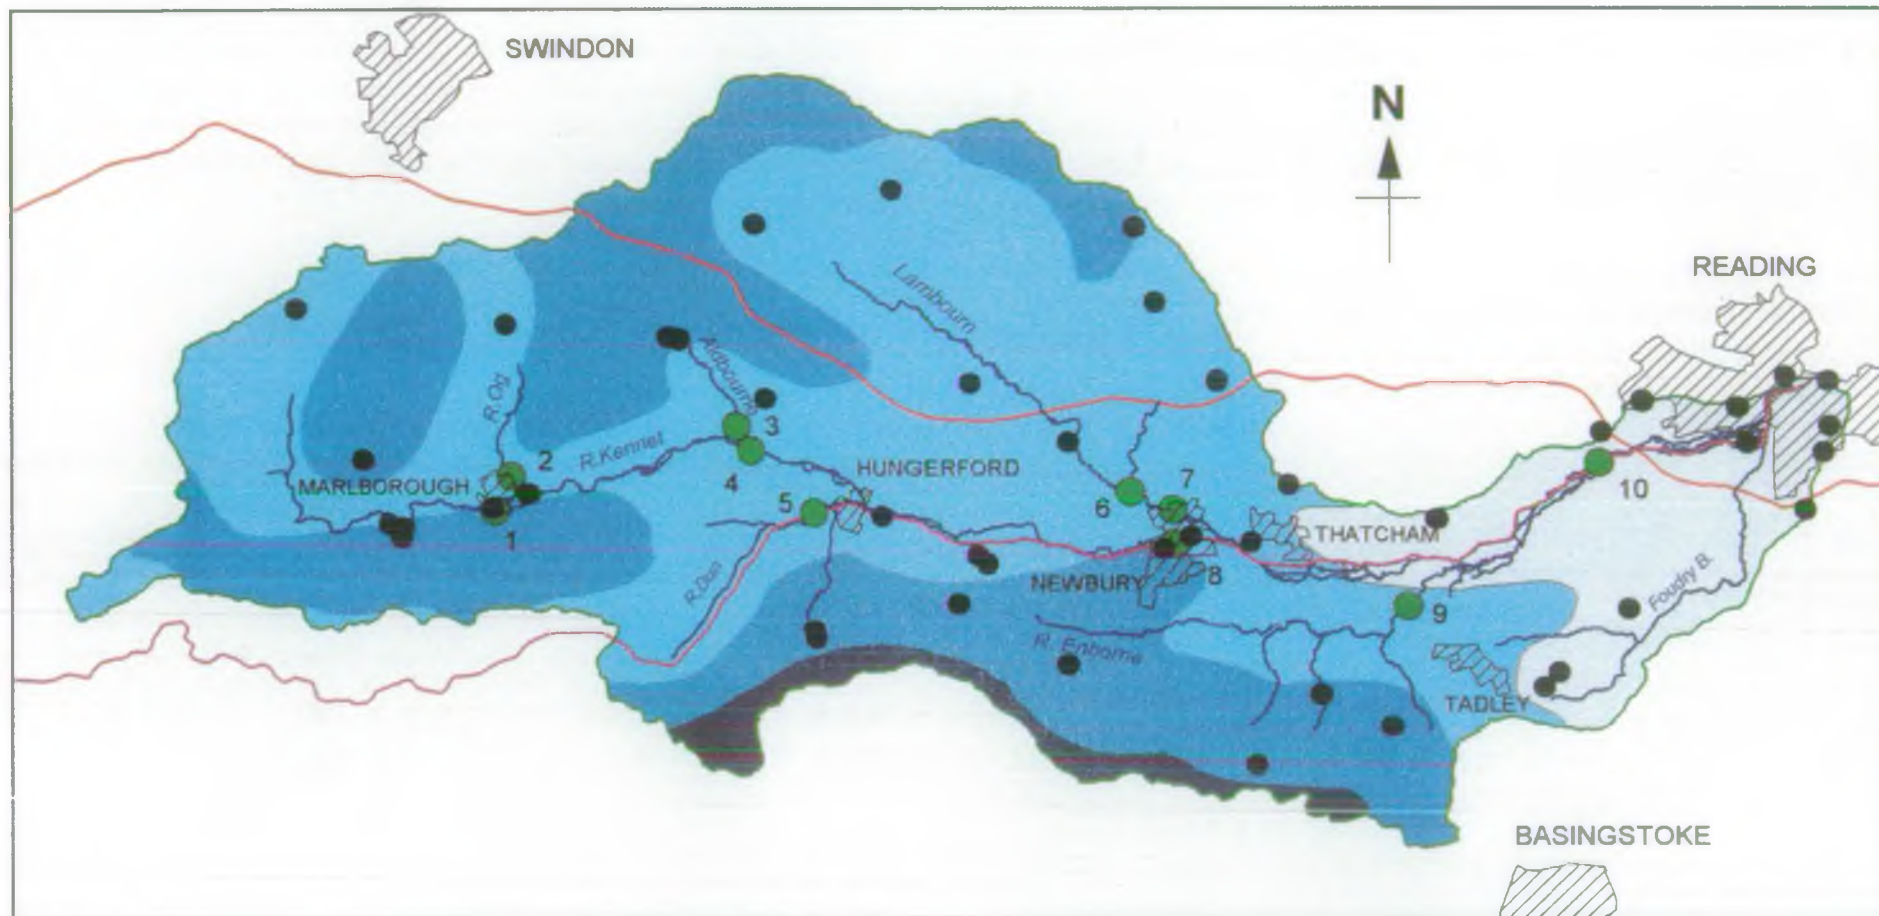 SWINDON
N
READING
Lambourn
Aldbourne
R.Og
R.Kennet
2
3
HUNGERFORD
4
MARLBOROUGH
5
6
7
10
1
THATCHAM
R.Dun
NEWBURY
8
Foudry B.
9
R. Enborne
TADLEY
BASINGSTOKE